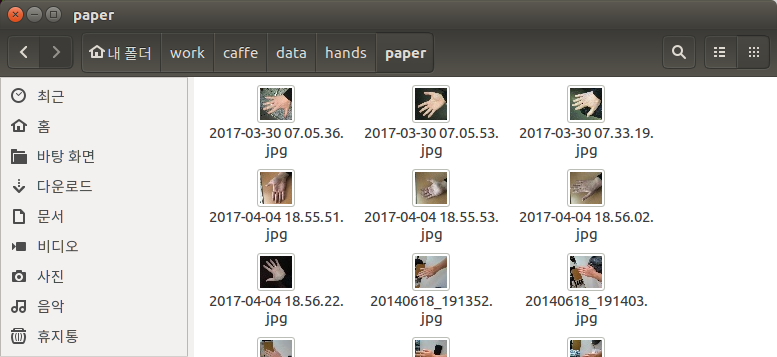 paper
내 폴더 work caffe data hands paper
최근
홈
바탕 화면
다운로드
문서
비디오
사진
음악
휴지통
2017-03-30 07.05.36. 2017-03-30 07.05.53. 2017-03-30 07.33.19.
jpg jpg jpg
2017-04-04 18.55.51. 2017-04-04 18.55.53. 2017-04-04 18.56.02.
jpg jpg jpg
2017-04-04 18.56.22. 20140618_191352. 20140618_191403.
jpg jpg jpg